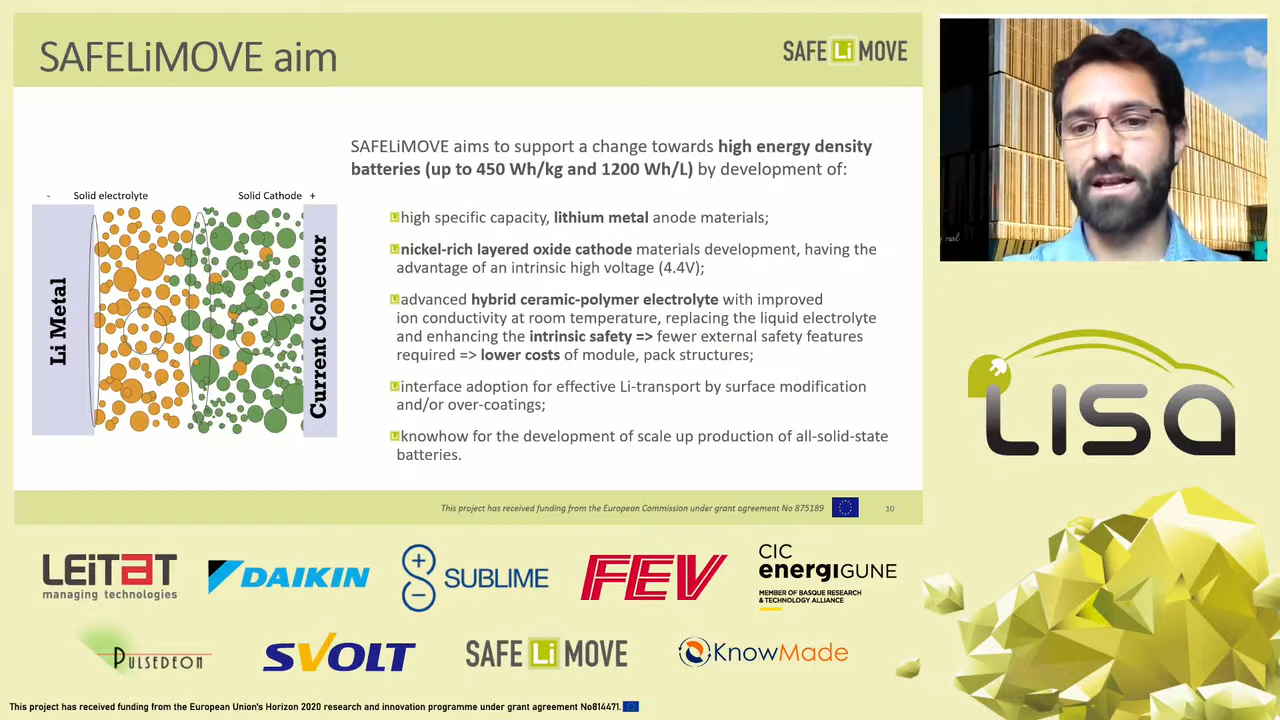 SAFELiMOVE aim
SAFE Li MOVE
SAFELiMOVE aims to support a change towards high energy density
batteries (up to 450 Wh/kg and 1200 Wh/L) by development of:
- Solid electrolyte Solid Cathode +
Li Metal
Current Collector
high specific capacity, lithium metal anode materials;
nickel-rich layered oxide cathode materials development, having the
advantage of an intrinsic high voltage (4.4V);
advanced hybrid ceramic-polymer electrolyte with improved
ion conductivity at room temperature, replacing the liquid electrolyte
and enhancing the intrinsic safety => fewer external safety features
required => lower costs of module, pack structures;
interface adoption for effective Li-transport by surface modification
and/or over-coatings;
knowhow for the development of scale up production of all-solid-state
batteries.
This project has received funding from the European Commission under grant agreement No 875189
10
LISA
LEITAT
managing technologies
DAIKIN
SUBLIME
FEV
CIC
energiGUNE
MEMBER OF BASQUE RESEARCH
& TECHNOLOGY ALLIANCE
PULSEDEON
SVOLT
SAFE Li MOVE
KnowMade
This project has received funding from the European Union's Horizon 2020 research and innovation programme under grant agreement No814471.